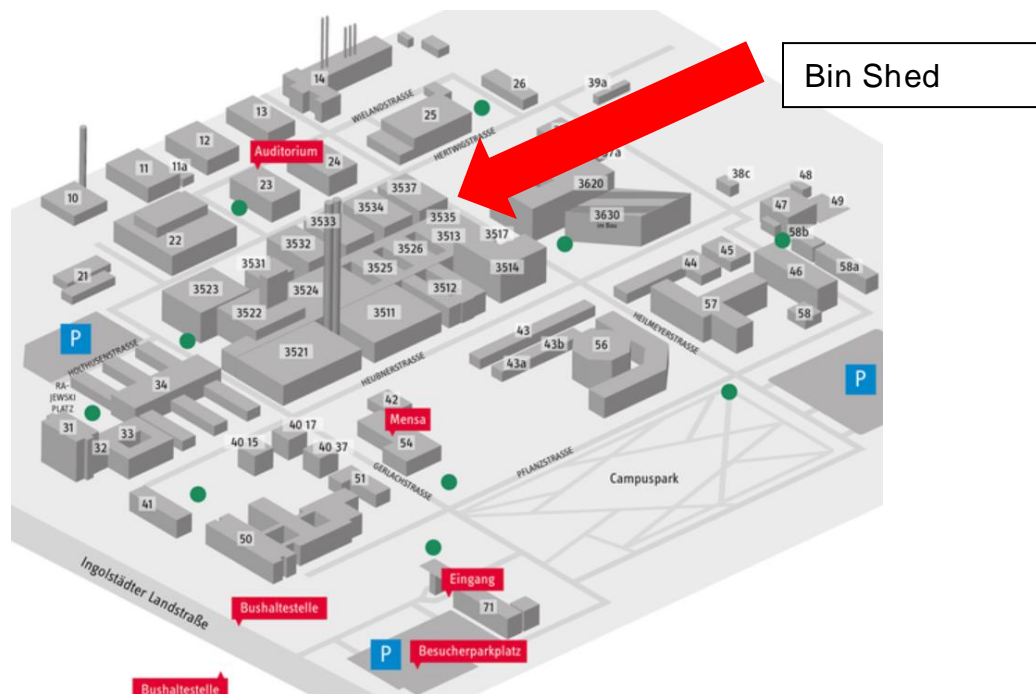 Bin Shed
14
26
39a
13
WIELANDSTRASSE
25
12
HERTWIGSTRASSE
Auditorium
24
11
11a
23
3537
3620
38c
48
10
3534
47
49
3533
3535
3630
im Bau
22
3532
3513
3517
58b
3526
45
3531
3525
3514
44
46
58a
21
3523
3524
3512
57
3522
3511
58
P
43
HEILMEYERSTRASSE
HOLTHUSENSTRASSE
3521
43b
56
HEUBNERSTRASSE
43a
P
34
RA-
JEWSKI
PLATZ
42
31
33
40 17
Mensa
32
40 15
40 37
54
GERLACHSTRASSE
PFLANZSTRASSE
51
Campuspark
41
50
Ingolstädter Landstraße
Eingang
Bushaltestelle
71
P
Besucherparkplatz
Bushaltestelle